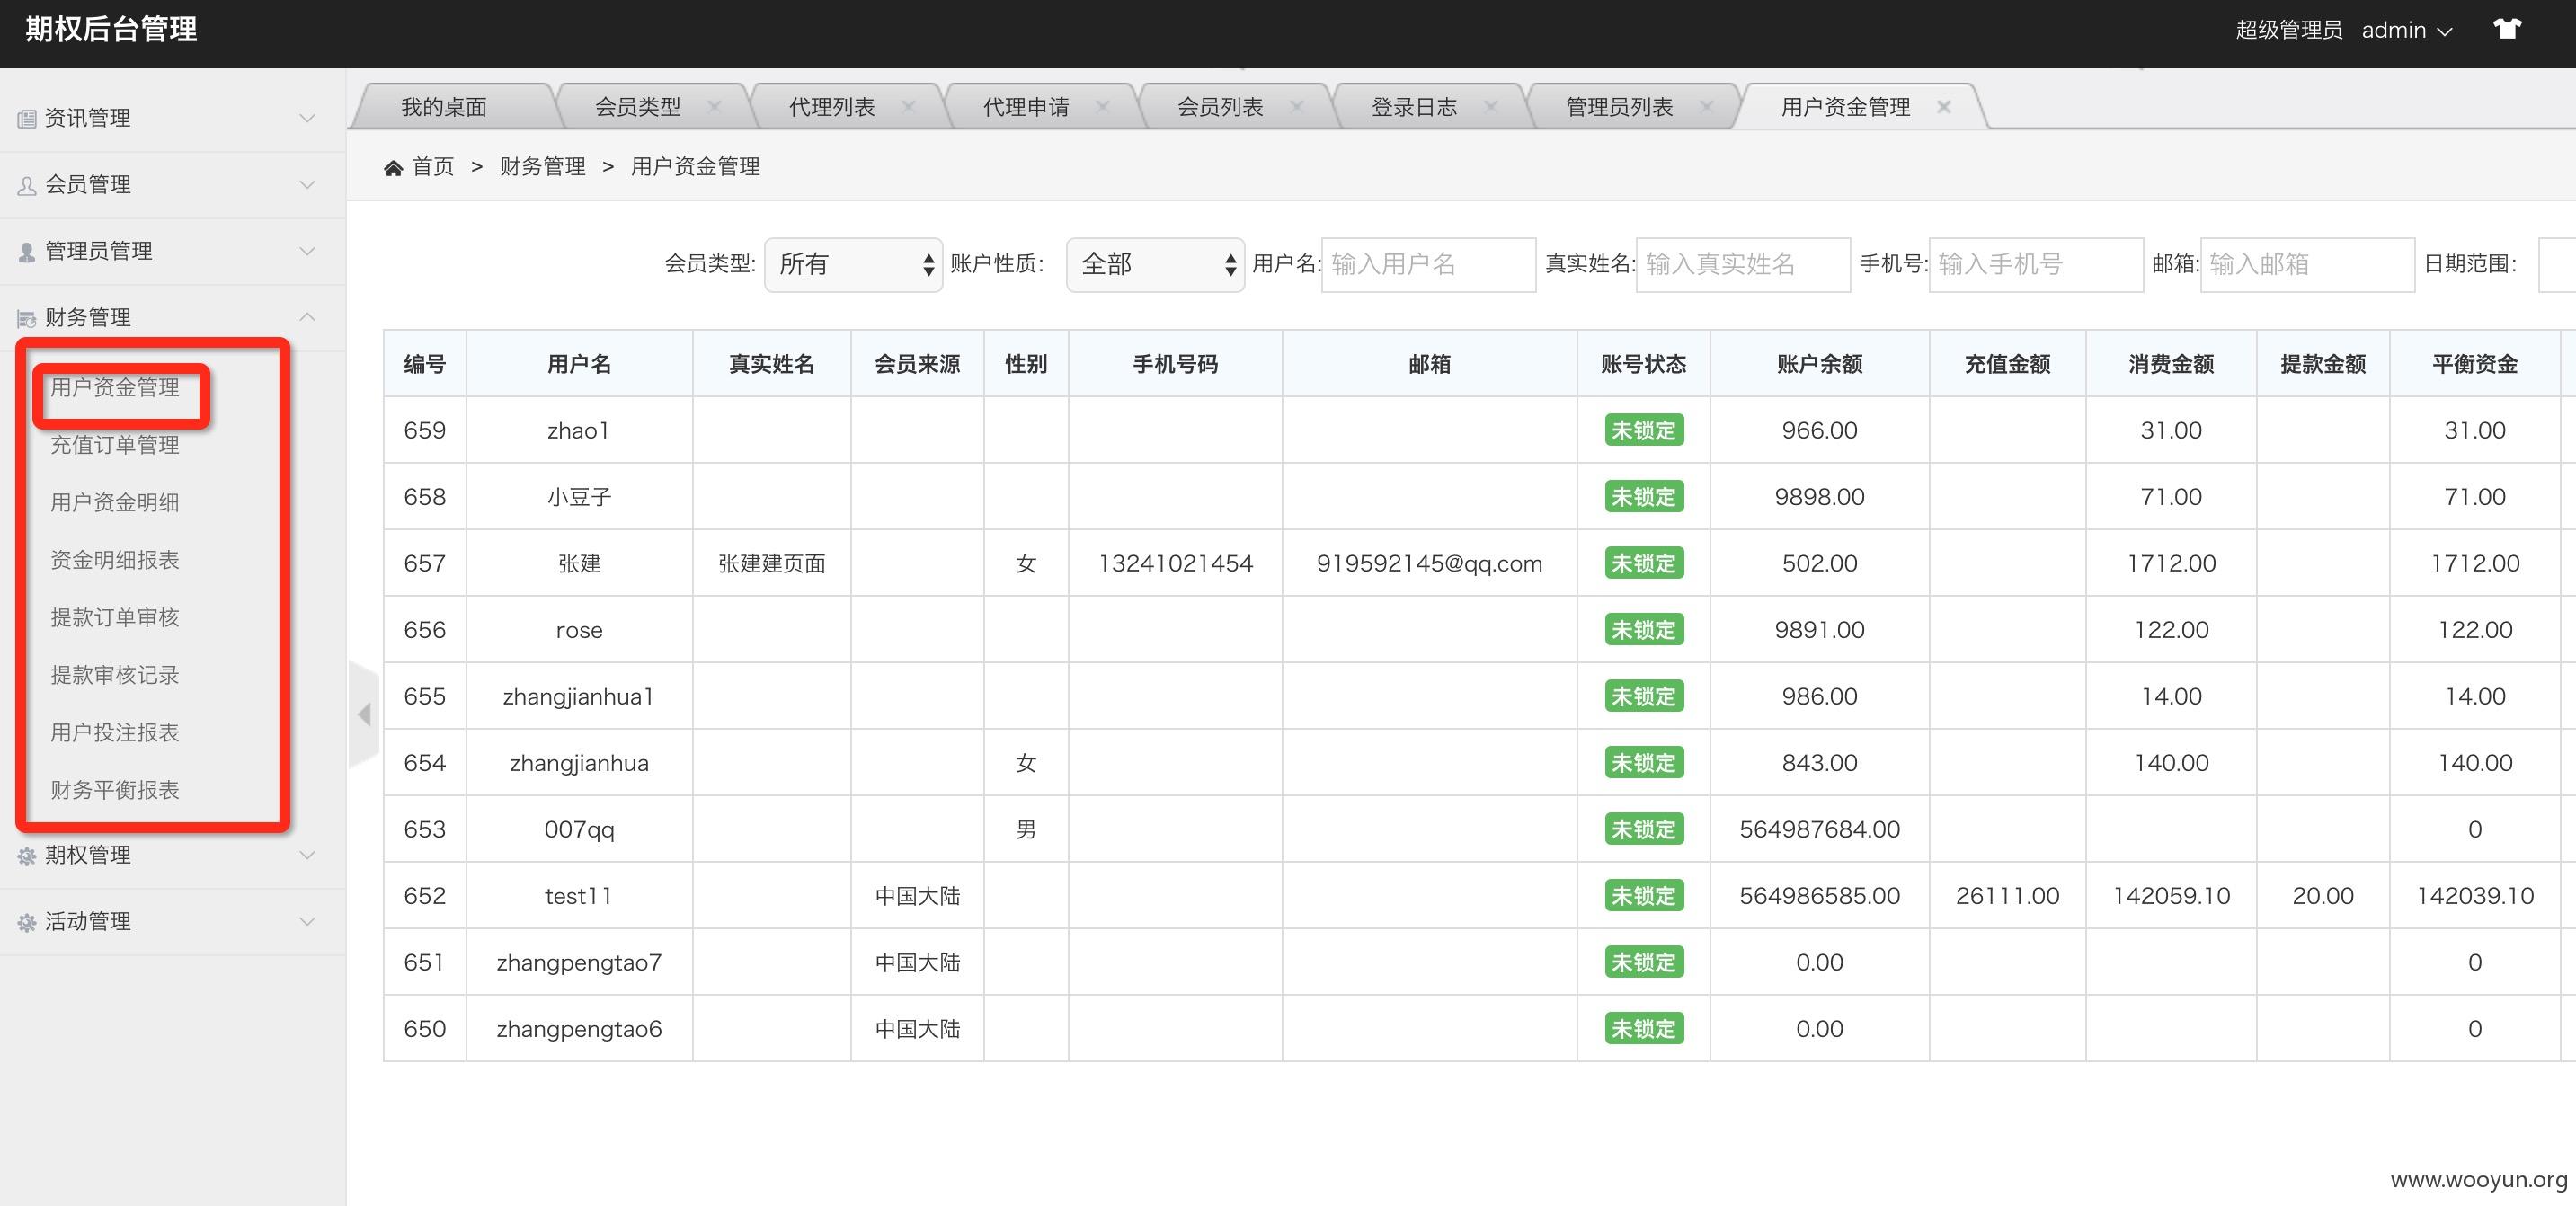 期权后台管理
超级管理员 admin
资讯管理
会员管理
管理员管理
财务管理
用户资金管理
充值订单管理
用户资金明细
资金明细报表
提款订单审核
提款审核记录
用户投注报表
财务平衡报表
期权管理
活动管理
我的桌面 会员类型 代理列表 代理申请 会员列表 登录日志 管理员列表 用户资金管理
首页 > 财务管理 > 用户资金管理
会员类型: 所有 账户性质: 全部 用户名: 输入用户名 真实姓名: 输入真实姓名 手机号: 输入手机号 邮箱: 输入邮箱 日期范围:
编号 用户名 真实姓名 会员来源 性别 手机号码 邮箱 账号状态 账户余额 充值金额 消费金额 提款金额 平衡资金
659 zhao1 未锁定 966.00 31.00 31.00
658 小豆子 未锁定 9898.00 71.00 71.00
657 张建 张建建页面 女 13241021454 919592145@qq.com 未锁定 502.00 1712.00 1712.00
656 rose 未锁定 9891.00 122.00 122.00
655 zhangjianhua1 未锁定 986.00 14.00 14.00
654 zhangjianhua 女 未锁定 843.00 140.00 140.00
653 007qq 男 未锁定 564987684.00 0
652 test11 中国大陆 未锁定 564986585.00 26111.00 142059.10 20.00 142039.10
651 zhangpengtao7 中国大陆 未锁定 0.00 0
650 zhangpengtao6 中国大陆 未锁定 0.00 0
www.wooyun.org